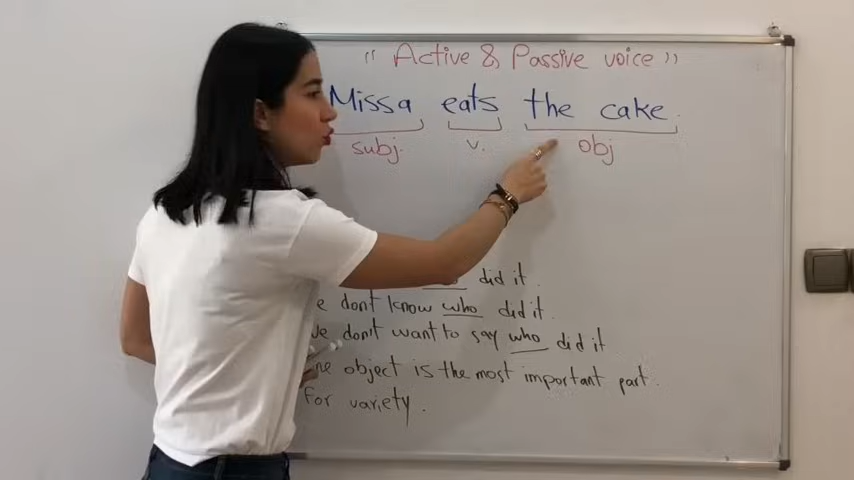 " Active & Passive voice "
Missa eats the cake.
subj. v. obj
did it.
don't know who did it.
don't want to say who did it.
object is the most important part.
For variety.